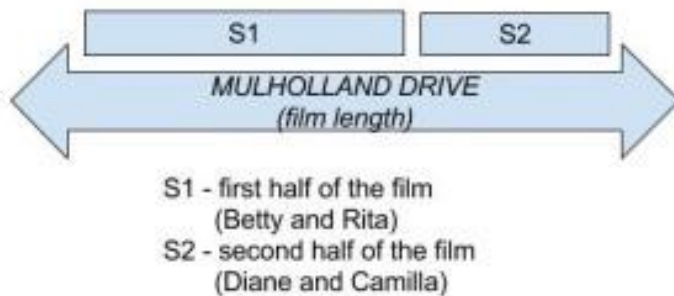 S1 S2
MULHOLLAND DRIVE
(film length)
S1 - first half of the film
(Betty and Rita)
S2 - second half of the film
(Diane and Camilla)